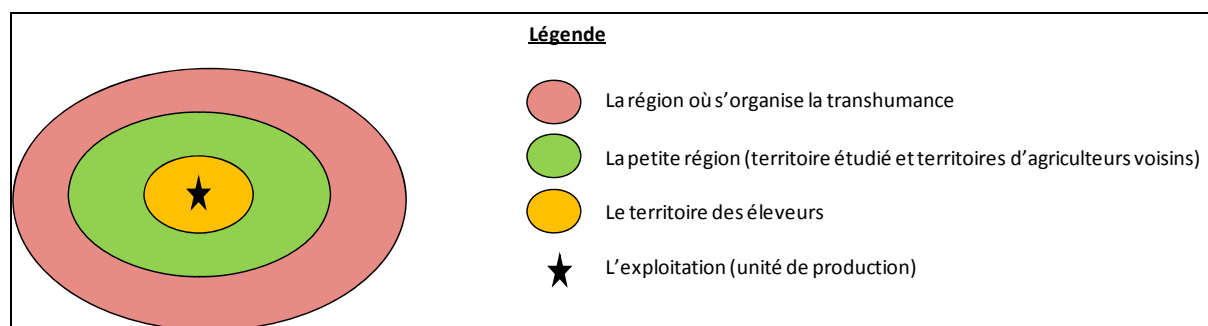 Légende
La région où s’organise la transhumance
La petite région (territoire étudié et territoires d’agriculteurs voisins)
Le territoire des éleveurs
L’exploitation (unité de production)